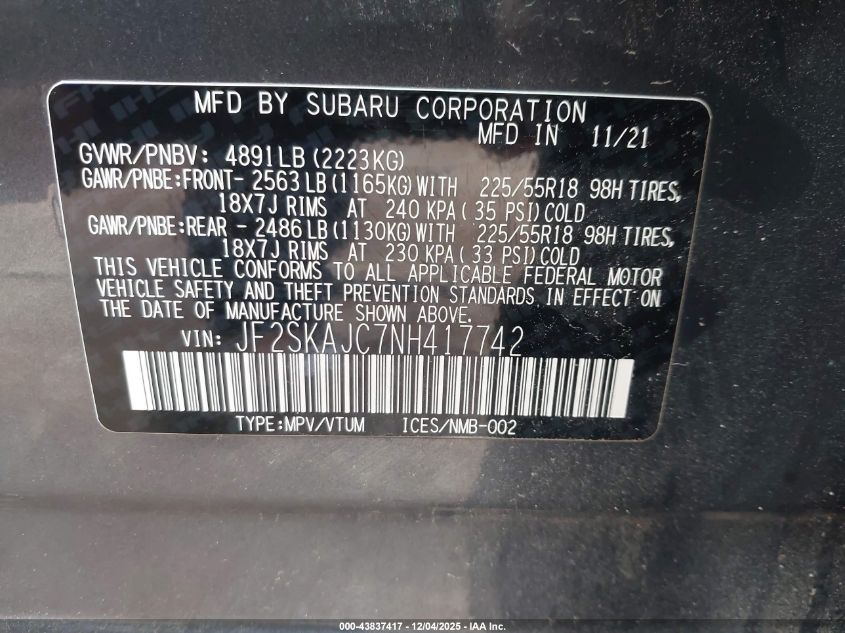 MFD BY SUBARU CORPORATION
MFD IN 11/21
GVWR/PNBV: 4891LB(2223KG)
GAWR/PNBE:FRONT- 2563LB(1165KG)WITH 225/55R18 98H TIRES,
18X7J RIMS AT 240 KPA( 35 PSI)COLD
GAWR/PNBE:REAR - 2486LB(1130KG)WITH 225/55R18 98H TIRES,
18X7J RIMS AT 230 KPA( 33 PSI)COLD
THIS VEHICLE CONFORMS TO ALL APPLICABLE FEDERAL MOTOR
VEHICLE SAFETY AND THEFT PREVENTION STANDARDS IN EFFECT ON
THE DATE OF MANUFACTURE SHOWN ABOVE.
VIN: JF2SKAJC7NH417742
TYPE:MPV/VTUM ICES/NMB-002
000-43837417 - 12/04/2025 - IAA Inc.